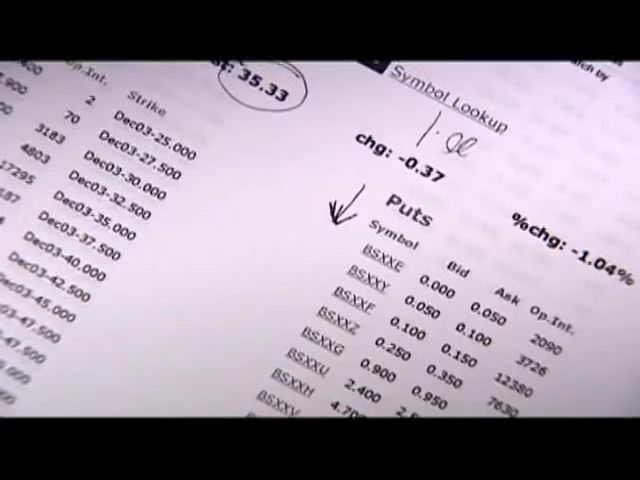 35.33
Symbol Lookup
chg: -0.37
%chg: -1.04%
Op.Int.
Strike
Puts
Symbol Bid Ask Op.Int.
2 Dec03-25.000 BSXXE 0.000 0.050 2090
70 Dec03-27.500 BSXXY 0.050 0.100 3726
3183 Dec03-30.000 BSXXF 0.100 0.150 12380
4803 Dec03-32.500 BSXXZ 0.250 0.350 7630
17295 Dec03-35.000 BSXXG 0.900 0.950
Dec03-37.500 BSXXU 2.400
Dec03-40.000 BSXXH 4.700
Dec03-42.500 BSXXV
Dec03-45.000